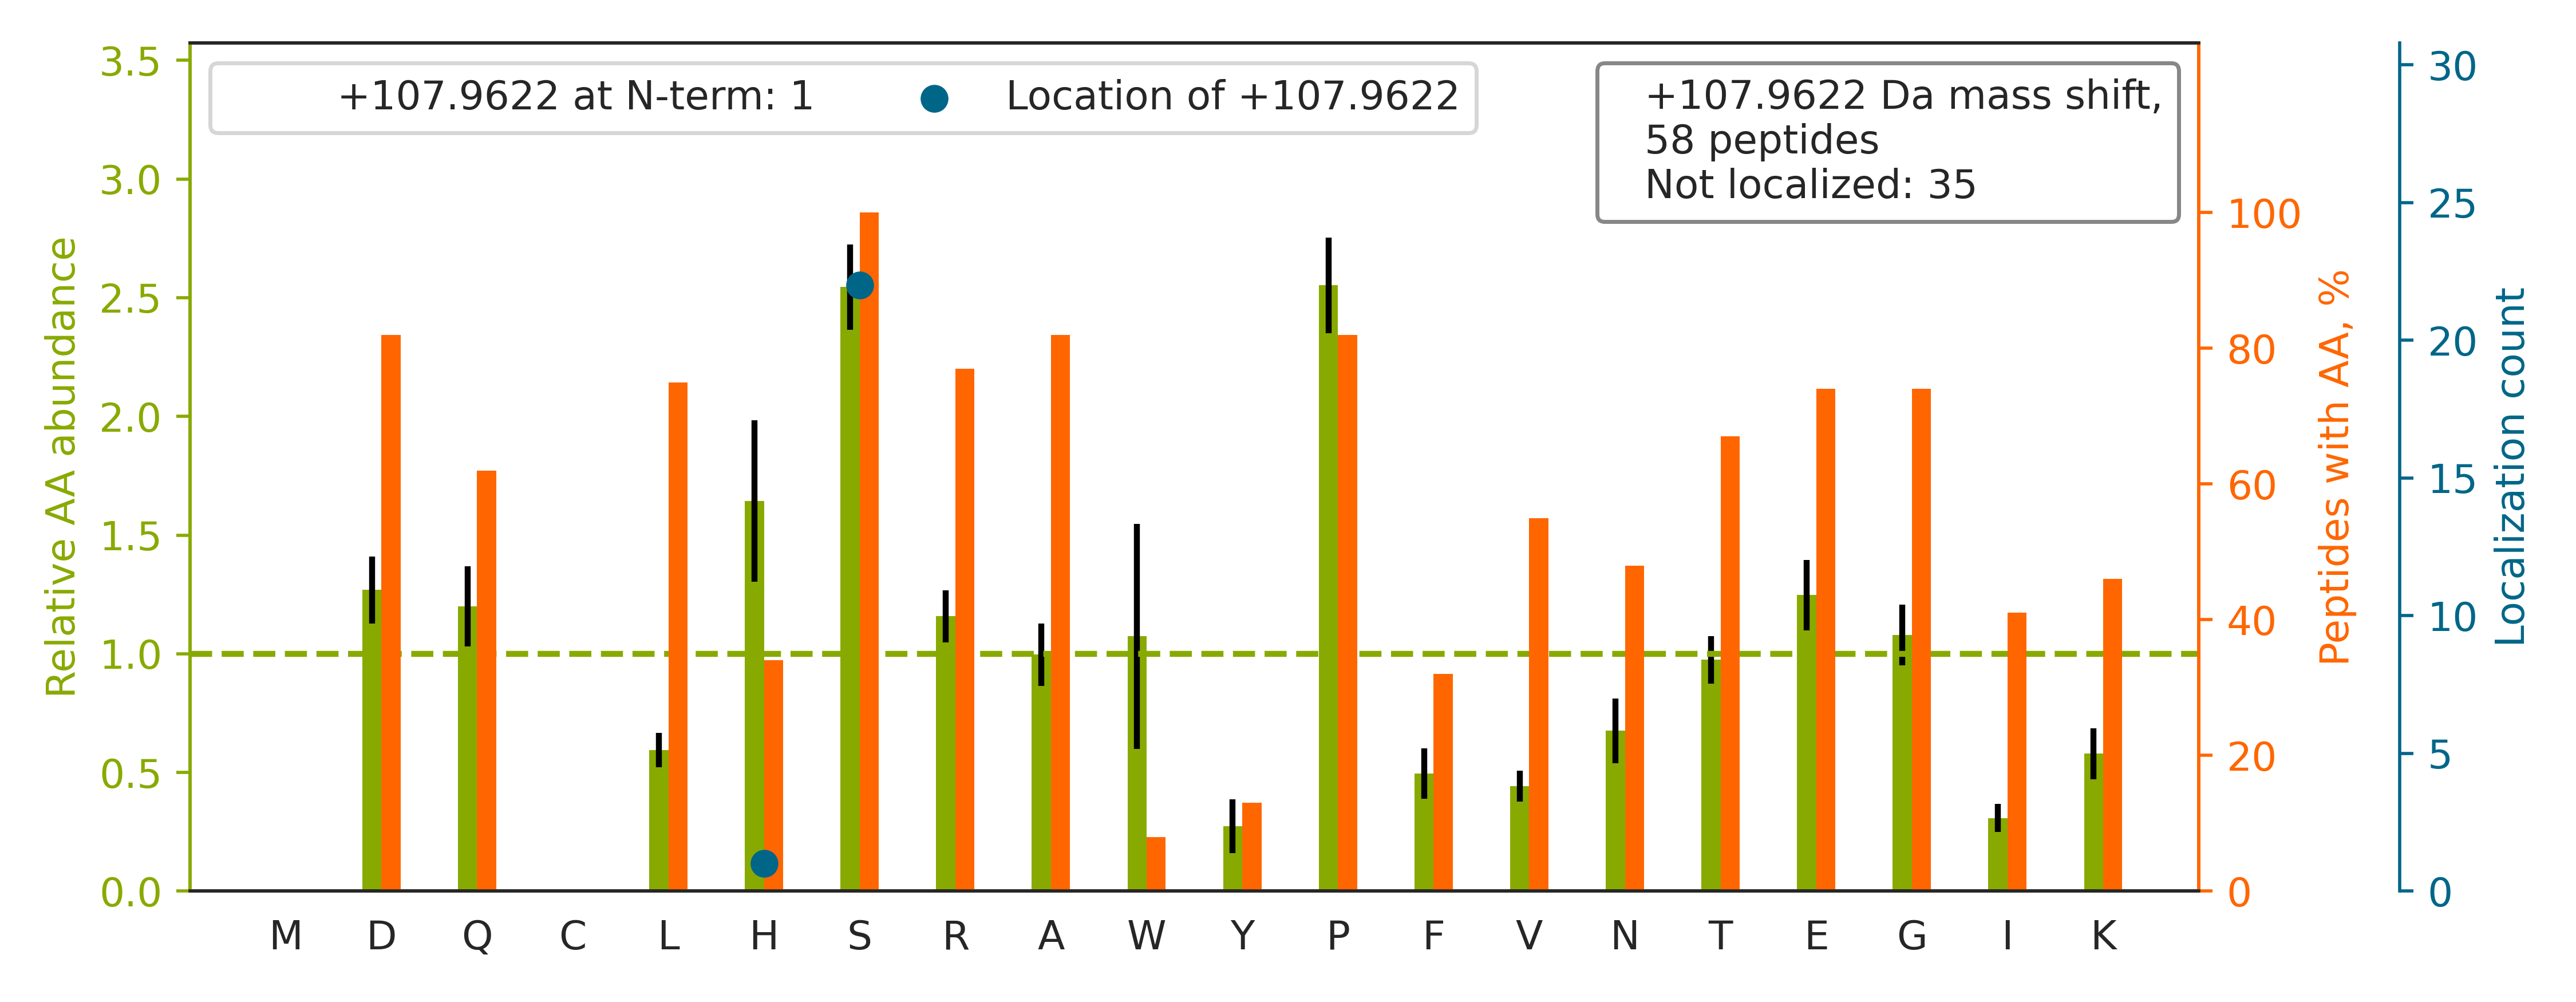 +107.9622 at N-term: 1
Location of +107.9622
+107.9622 Da mass shift,
58 peptides
Not localized: 35
Relative AA abundance
3.5
3.0
2.5
2.0
1.5
1.0
0.5
0.0
M D Q C L H S R A W Y P F V N T E G I K
100
80
60
40
20
0
Peptides with AA, %
30
25
20
15
10
5
0
Localization count